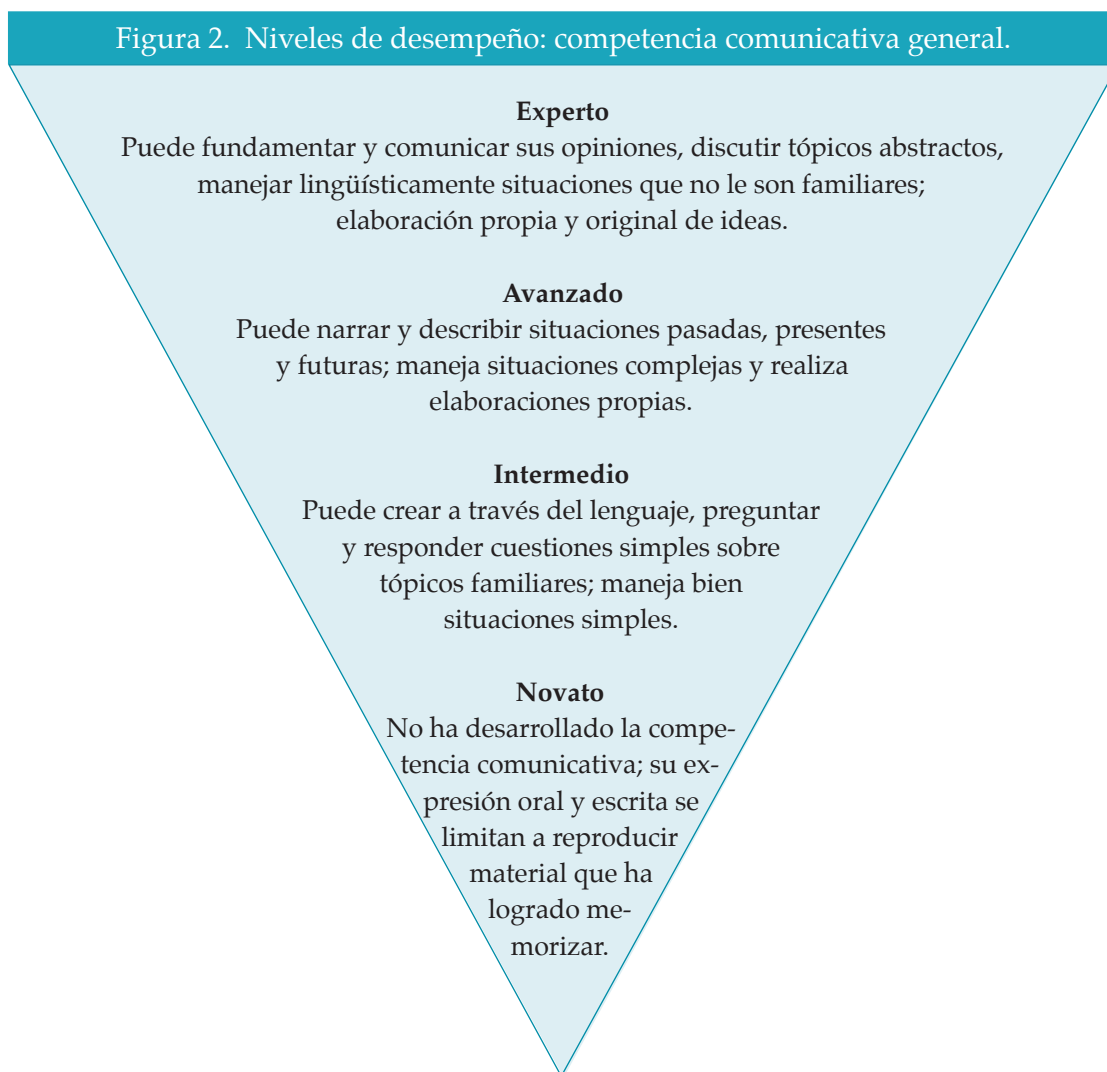 Figura 2. Niveles de desempeño: competencia comunicativa general.
Experto
Puede fundamentar y comunicar sus opiniones, discutir tópicos abstractos,
manejar lingüísticamente situaciones que no le son familiares;
elaboración propia y original de ideas.
Avanzado
Puede narrar y describir situaciones pasadas, presentes
y futuras; maneja situaciones complejas y realiza
elaboraciones propias.
Intermedio
Puede crear a través del lenguaje, preguntar
y responder cuestiones simples sobre
tópicos familiares; maneja bien
situaciones simples.
Novato
No ha desarrollado la compe-
tencia comunicativa; su ex-
presión oral y escrita se
limitan a reproducir
material que ha
logrado me-
morizar.